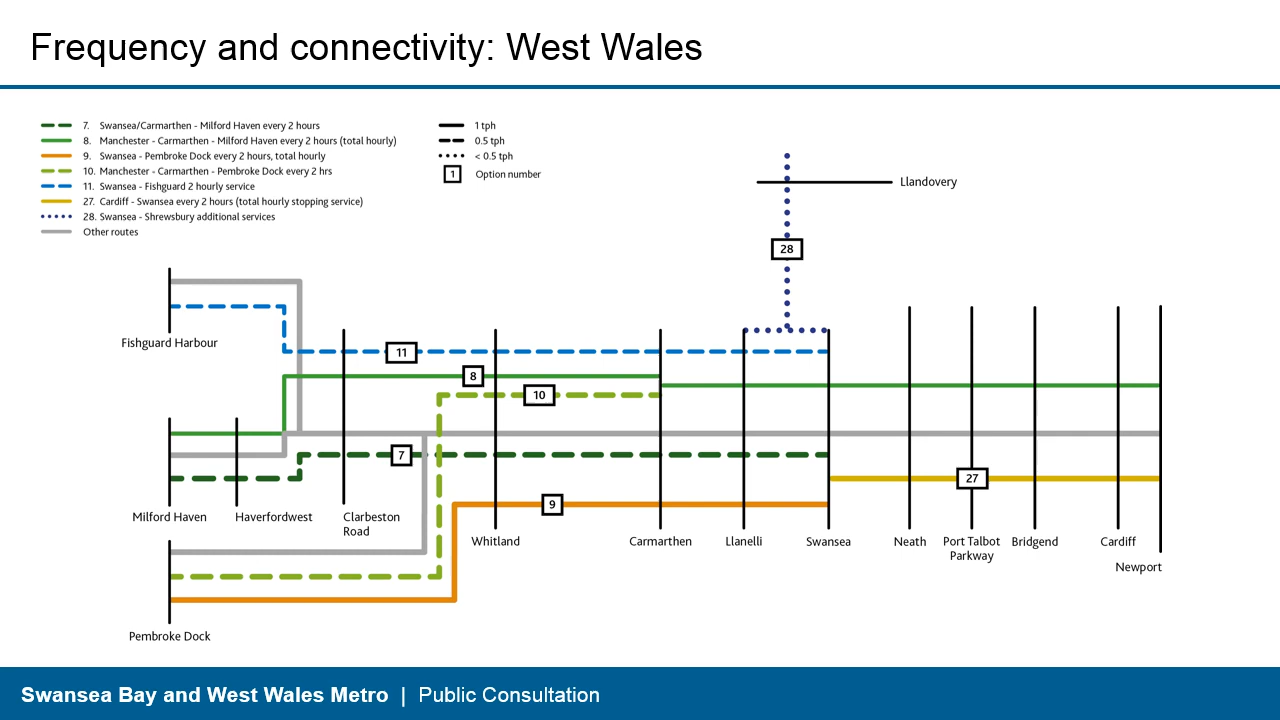 Frequency and connectivity: West Wales
7. Swansea/Carmarthen - Milford Haven every 2 hours
8. Manchester - Carmarthen - Milford Haven every 2 hours (total hourly)
9. Swansea - Pembroke Dock every 2 hours, total hourly
10. Manchester - Carmarthen - Pembroke Dock every 2 hrs
11. Swansea - Fishguard 2 hourly service
27. Cardiff - Swansea every 2 hours (total hourly stopping service)
28. Swansea - Shrewsbury additional services
Other routes
1 tph
0.5 tph
< 0.5 tph
1 Option number
Llandovery
28
Fishguard Harbour
11
8
10
7
27
9
Milford Haven
Haverfordwest
Clarbeston
Road
Whitland
Carmarthen
Llanelli
Swansea
Neath
Port Talbot
Parkway
Bridgend
Cardiff
Newport
Pembroke Dock
Swansea Bay and West Wales Metro | Public Consultation